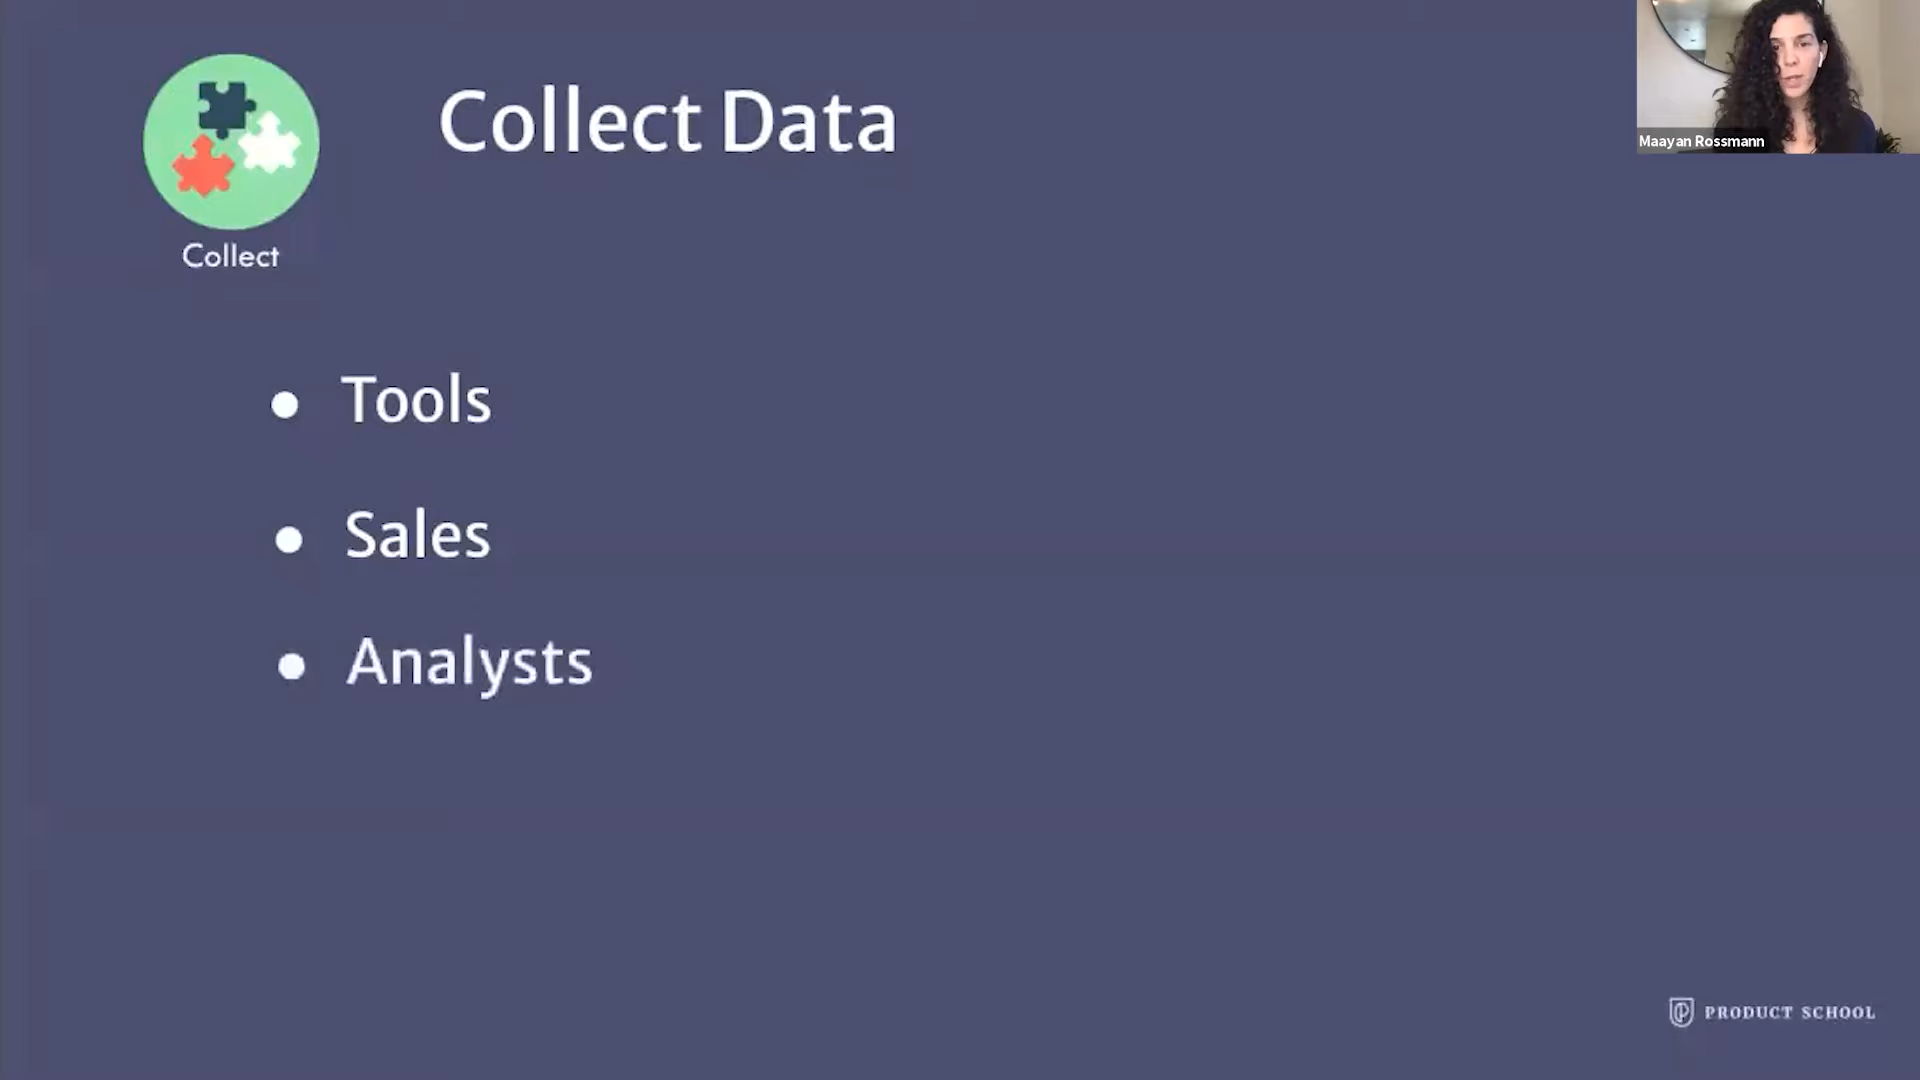 Collect Data
Maayan Rossmann
Collect
• Tools
• Sales
• Analysts
PRODUCT SCHOOL